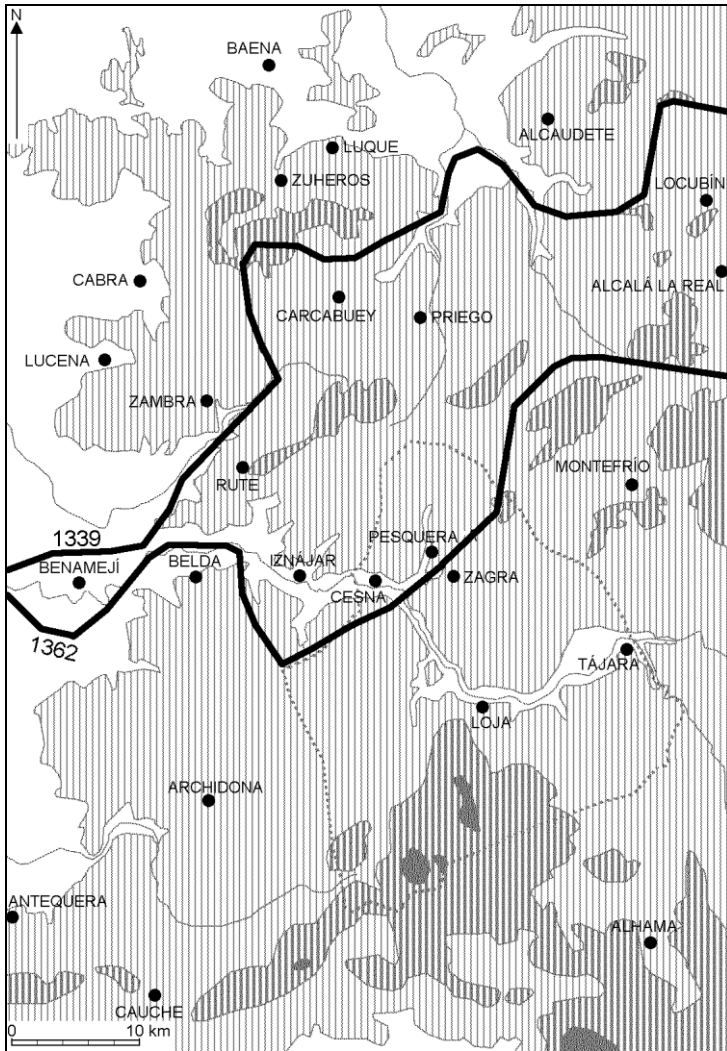 N
BAENA
ALCAUDETE
LUQUE
ZUHEROS
LOCUBÍN
CABRA
ALCALÁ LA REAL
CARCABUEY
PRIEGO
LUCENA
ZAMBRA
RUTE
MONTEFRÍO
1339
PESQUERA
BENAMEJÍ
BELDA
IZNÁJAR
ZAGRA
CESNA
1362
TÁJARA
LOJA
ARCHIDONA
ANTEQUERA
ALHAMA
CAUCHE
0 10 km